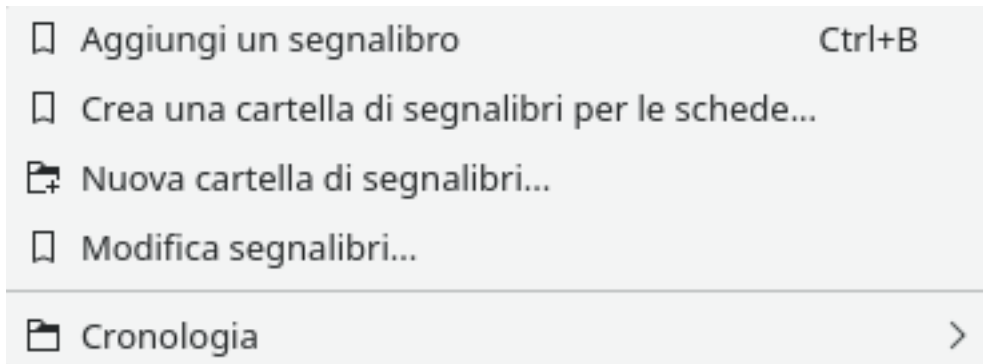 Aggiungi un segnalibro Ctrl+B
Crea una cartella di segnalibri per le schede...
Nuova cartella di segnalibri...
Modifica segnalibri...
Cronologia